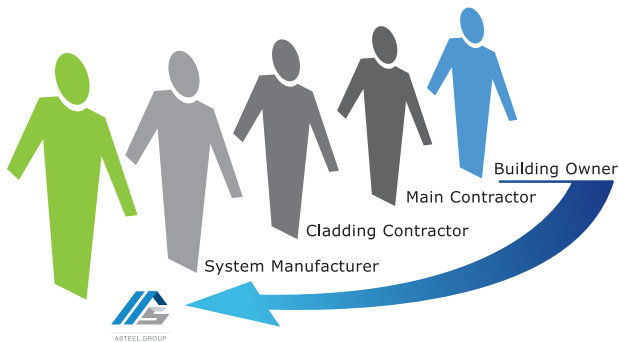 Building Owner
Main Contractor
Cladding Contractor
System Manufacturer
ASTEEL GROUP